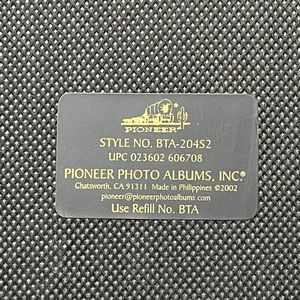 PIONEER
STYLE NO. BTA-204S2
UPC 023602 606708
PIONEER PHOTO ALBUMS, INC.®
Chatsworth, CA 91311 Made in Philippines ©2002
pioneer@pioneerphotoalbums.com
Use Refill No. BTA